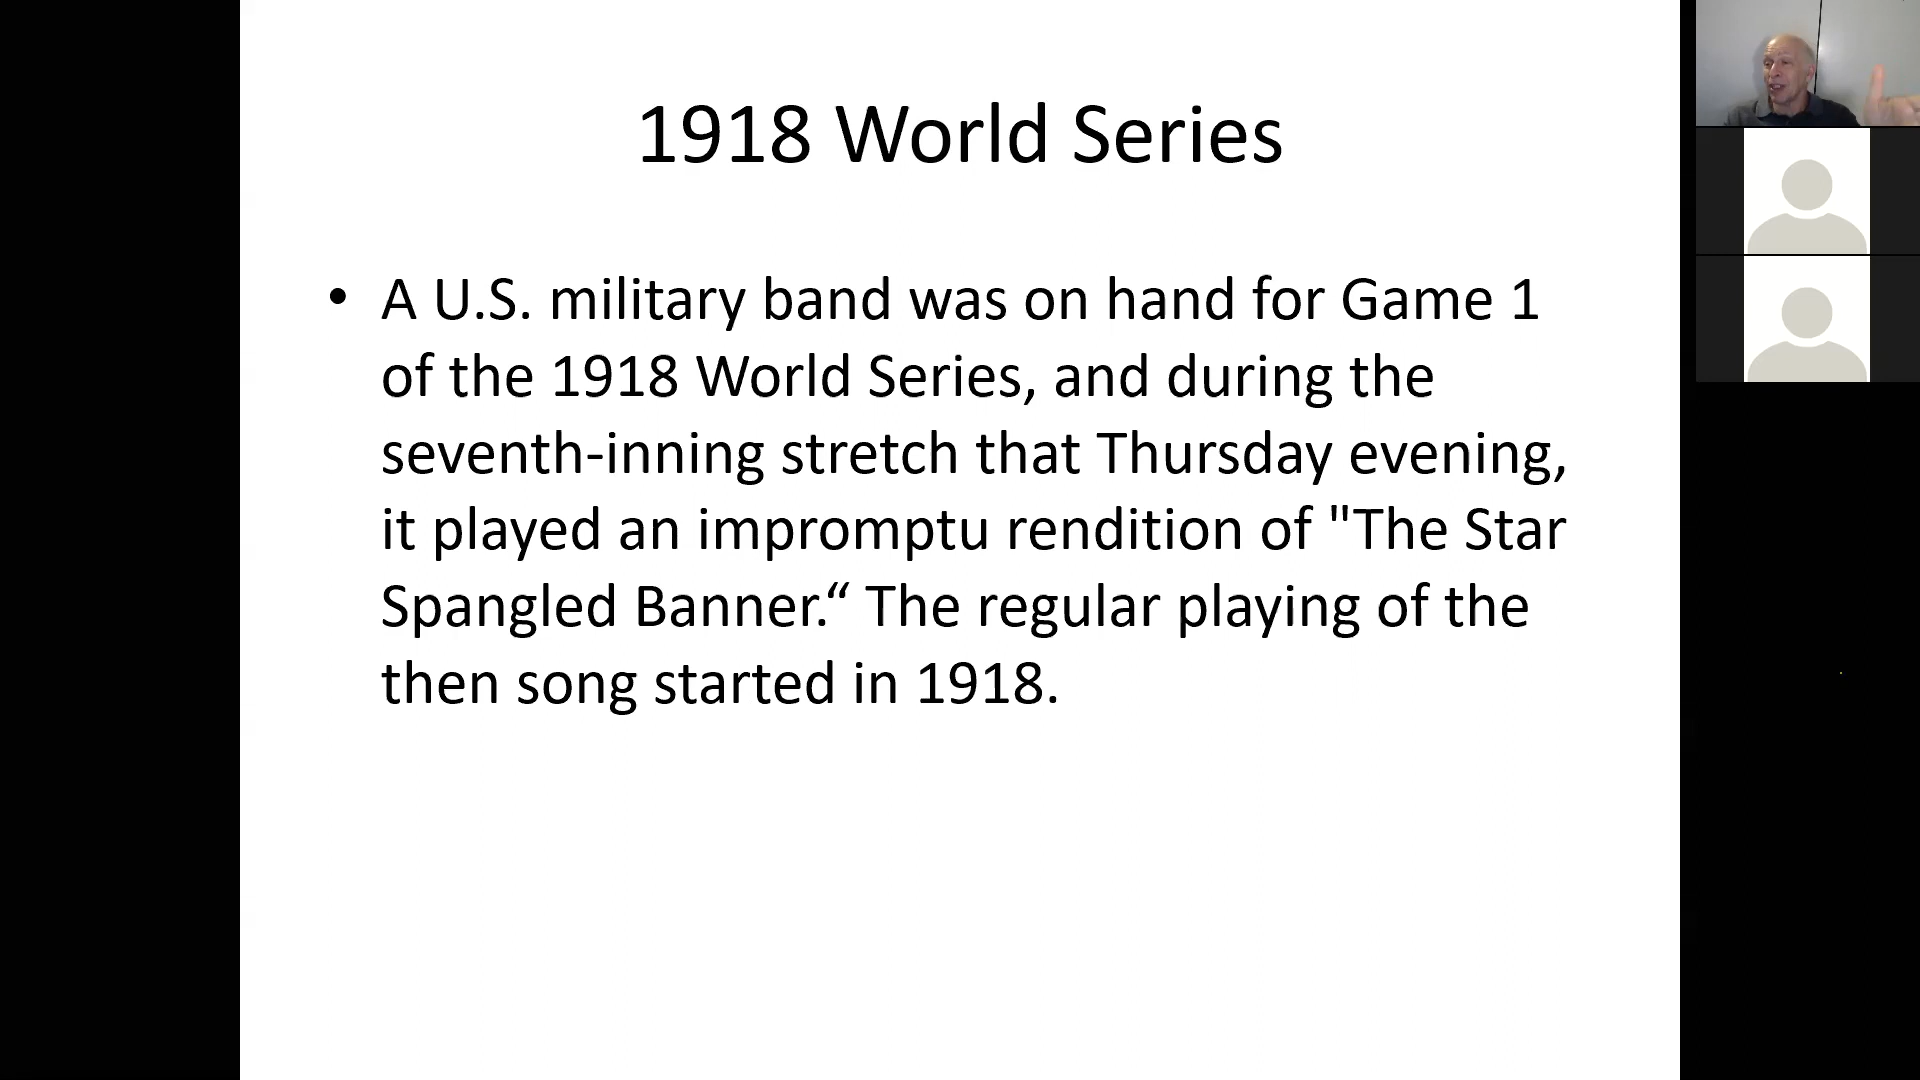 1918 World Series
• A U.S. military band was on hand for Game 1
of the 1918 World Series, and during the
seventh-inning stretch that Thursday evening,
it played an impromptu rendition of "The Star
Spangled Banner.“ The regular playing of the
then song started in 1918.